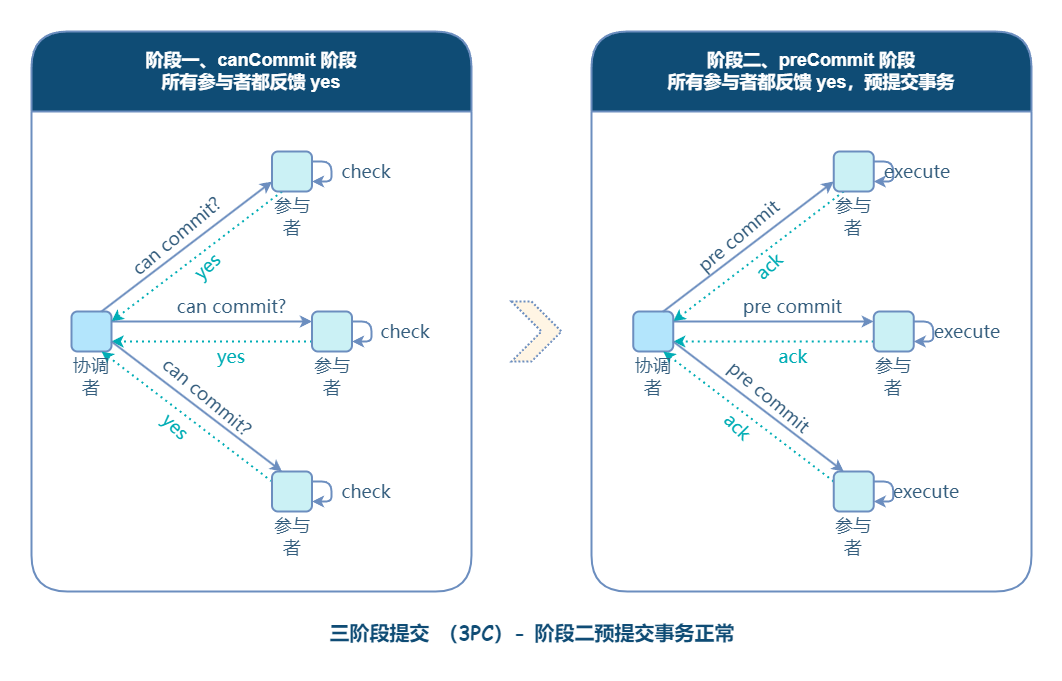 阶段一、canCommit 阶段
所有参与者都反馈 yes
check
参与
者
can commit?
yes
can commit?
check
yes
协调
者
参与
者
can commit?
yes
check
参与
者
阶段二、preCommit 阶段
所有参与者都反馈 yes，预提交事务
execute
参与
者
pre commit
ack
pre commit
execute
ack
协调
者
参与
者
pre commit
ack
execute
参与
者
三阶段提交 （3PC）- 阶段二预提交事务正常